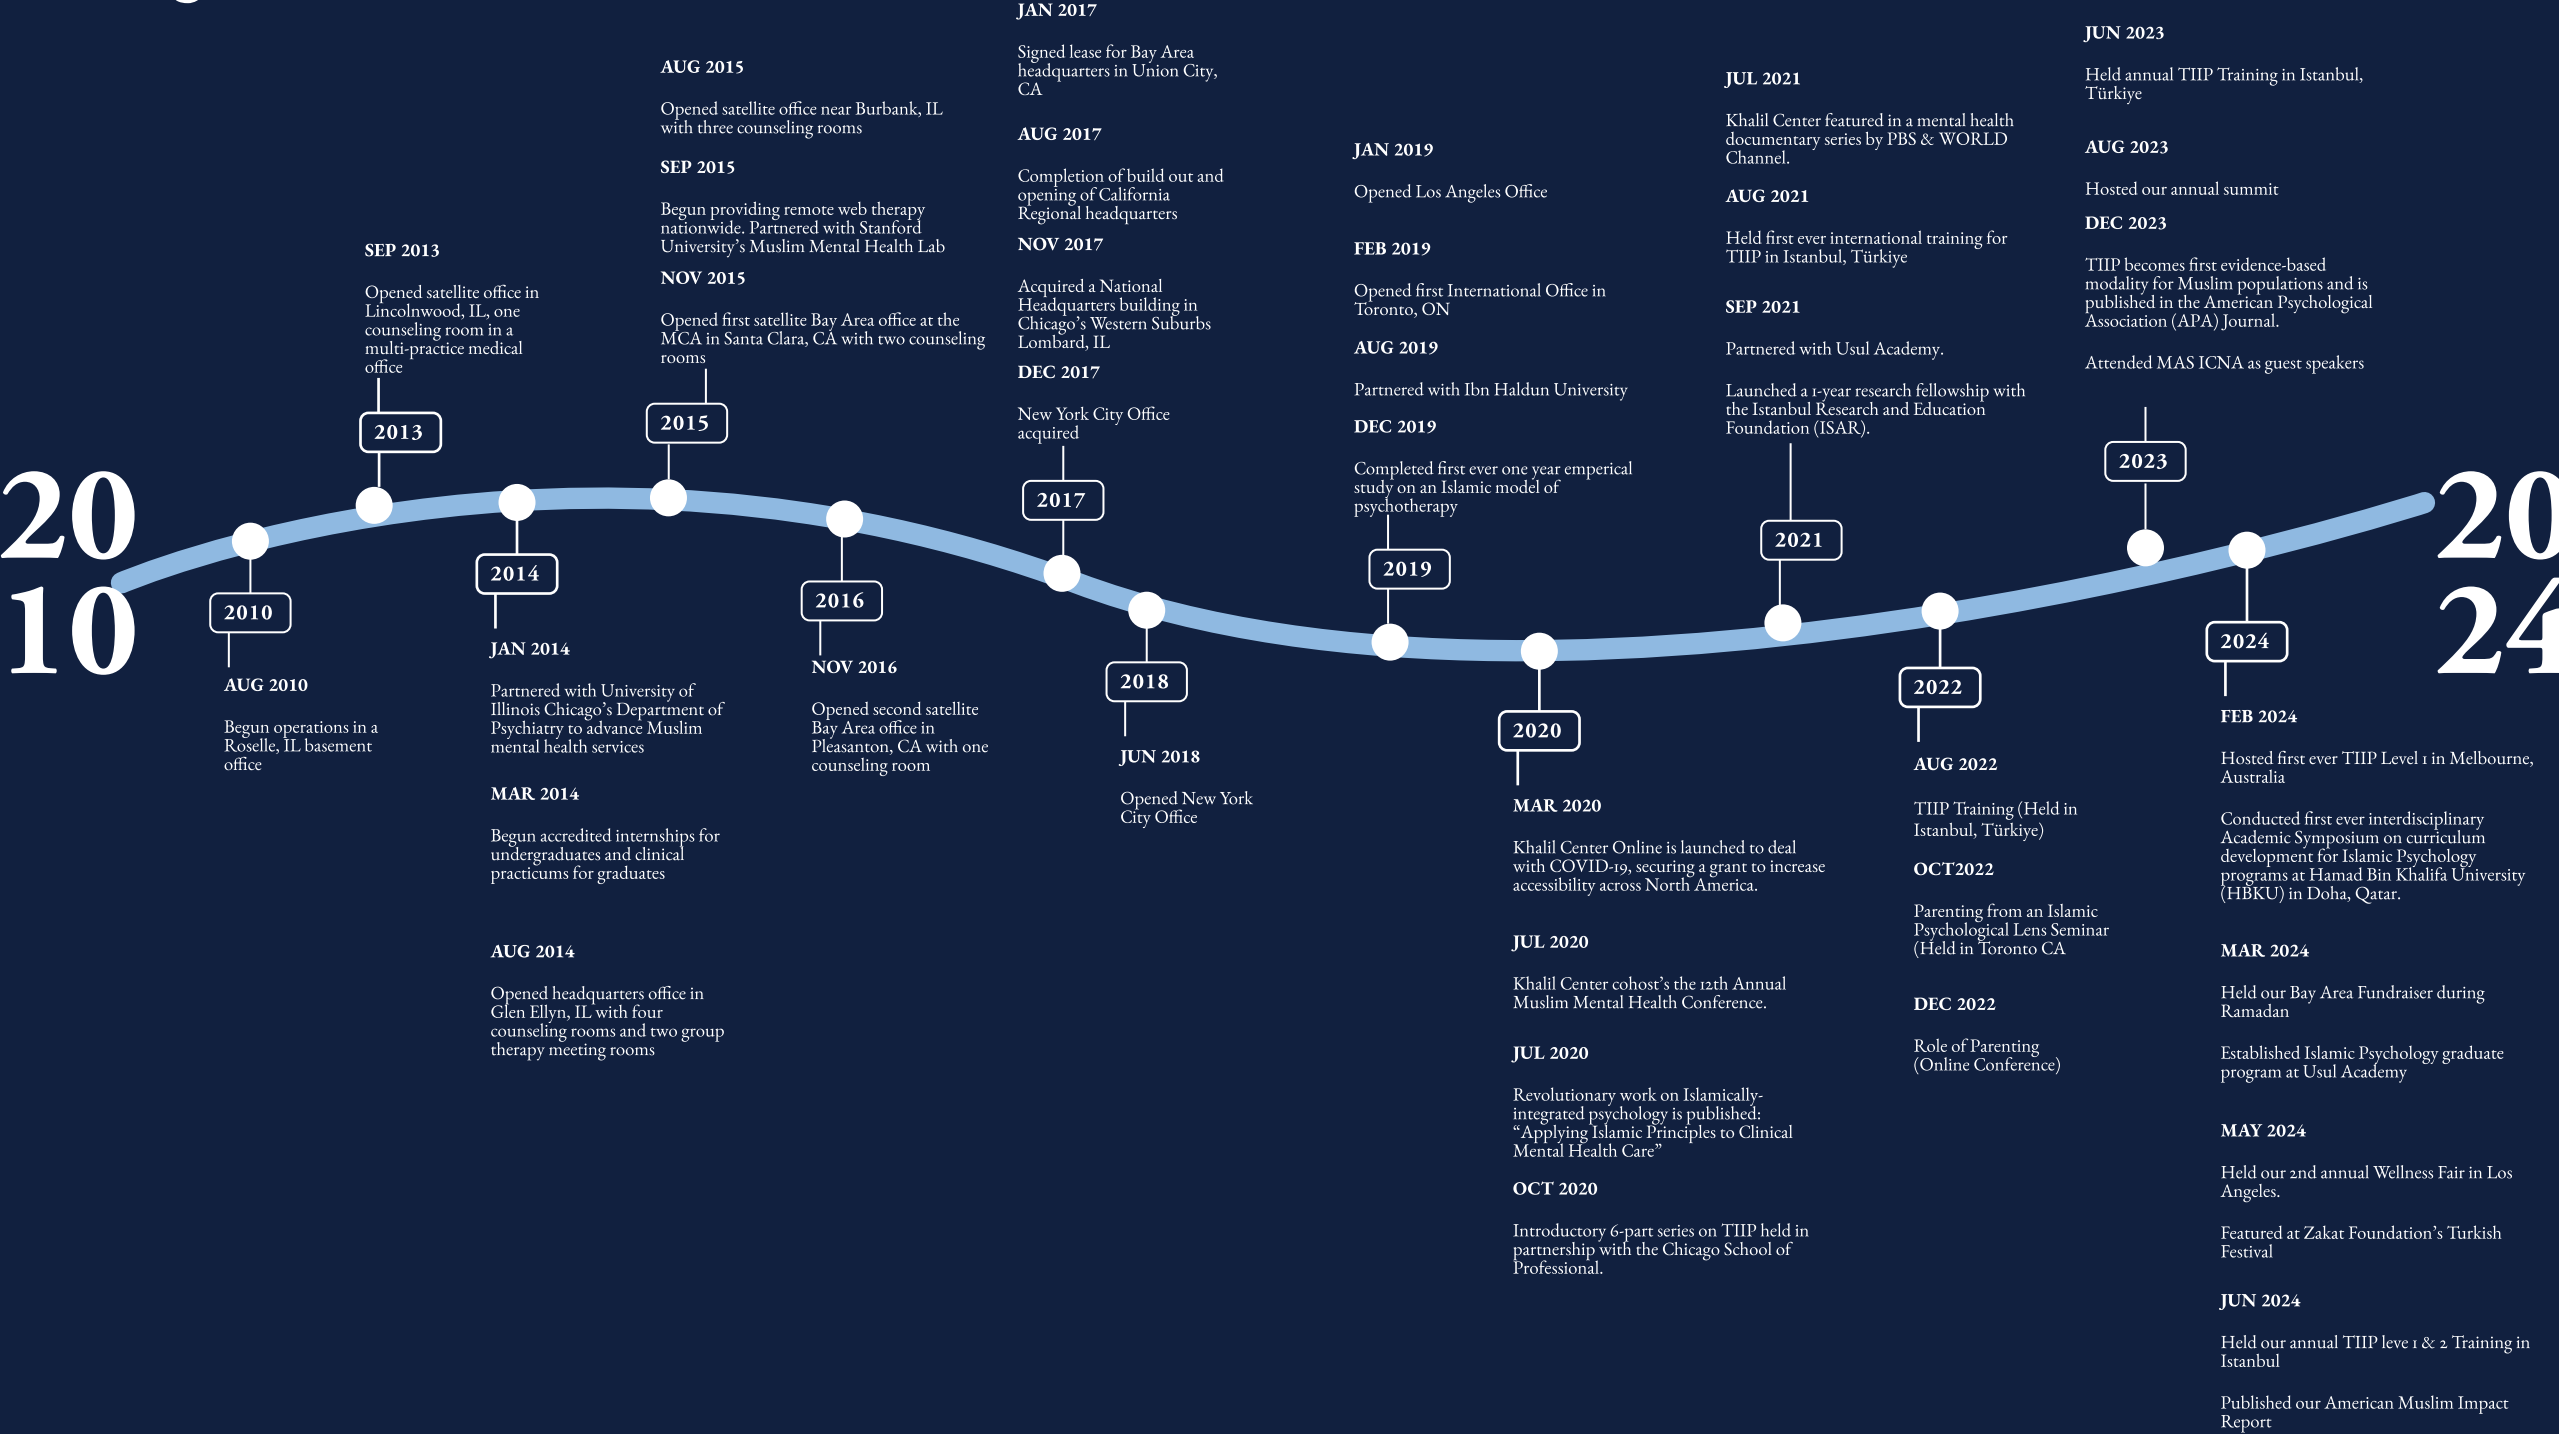 20
10
2010
AUG 2010
Begun operations in a
Roselle, IL basement
office
SEP 2013
Opened satellite office in
Lincolnwood, IL, one
counseling room in a
multi-practice medical
office
2013
2014
JAN 2014
Partnered with University of
Illinois Chicago’s Department of
Psychiatry to advance Muslim
mental health services
MAR 2014
Begun accredited internships for
undergraduates and clinical
practicums for graduates
AUG 2014
Opened headquarters office in
Glen Ellyn, IL with four
counseling rooms and two group
therapy meeting rooms
AUG 2015
Opened satellite office near Burbank, IL
with three counseling rooms
SEP 2015
Begun providing remote web therapy
nationwide. Partnered with Stanford
University’s Muslim Mental Health Lab
NOV 2015
Opened first satellite Bay Area office at the
MCA in Santa Clara, CA with two counseling
rooms
2015
2016
NOV 2016
Opened second satellite
Bay Area office in
Pleasanton, CA with one
counseling room
JAN 2017
Signed lease for Bay Area
headquarters in Union City,
CA
AUG 2017
Completion of build out and
opening of California
Regional headquarters
NOV 2017
Acquired a National
Headquarters building in
Chicago’s Western Suburbs
Lombard, IL
DEC 2017
New York City Office
acquired
2017
2018
JUN 2018
Opened New York
City Office
JAN 2019
Opened Los Angeles Office
FEB 2019
Opened first International Office in
Toronto, ON
AUG 2019
Partnered with Ibn Haldun University
DEC 2019
Completed first ever one year emperical
study on an Islamic model of
psychotherapy
2019
2020
MAR 2020
Khalil Center Online is launched to deal
with COVID-19, securing a grant to increase
accessibility across North America.
JUL 2020
Khalil Center cohost’s the 12th Annual
Muslim Mental Health Conference.
JUL 2020
Revolutionary work on Islamically-
integrated psychology is published:
“Applying Islamic Principles to Clinical
Mental Health Care”
OCT 2020
Introductory 6-part series on TIIP held in
partnership with the Chicago School of
Professional.
JUL 2021
Khalil Center featured in a mental health
documentary series by PBS & WORLD
Channel.
AUG 2021
Held first ever international training for
TIIP in Istanbul, Türkiye
SEP 2021
Partnered with Usul Academy.
Launched a 1-year research fellowship with
the Istanbul Research and Education
Foundation (ISAR).
2021
2022
AUG 2022
TIIP Training (Held in
Istanbul, Türkiye)
OCT2022
Parenting from an Islamic
Psychological Lens Seminar
(Held in Toronto CA
DEC 2022
Role of Parenting
(Online Conference)
JUN 2023
Held annual TIIP Training in Istanbul,
Türkiye
AUG 2023
Hosted our annual summit
DEC 2023
TIIP becomes first evidence-based
modality for Muslim populations and is
published in the American Psychological
Association (APA) Journal.
Attended MAS ICNA as guest speakers
2023
2024
FEB 2024
Hosted first ever TIIP Level 1 in Melbourne,
Australia
Conducted first ever interdisciplinary
Academic Symposium on curriculum
development for Islamic Psychology
programs at Hamad Bin Khalifa University
(HBKU) in Doha, Qatar.
MAR 2024
Held our Bay Area Fundraiser during
Ramadan
Established Islamic Psychology graduate
program at Usul Academy
MAY 2024
Held our 2nd annual Wellness Fair in Los
Angeles.
Featured at Zakat Foundation’s Turkish
Festival
JUN 2024
Held our annual TIIP leve 1 & 2 Training in
Istanbul
Published our American Muslim Impact
Report
20
24